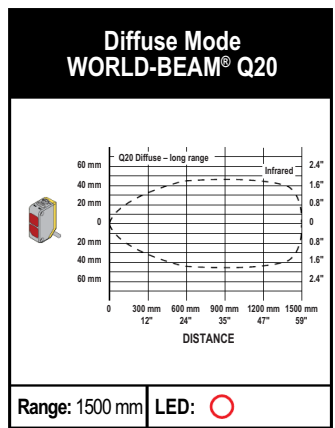 Diffuse Mode
WORLD-BEAM® Q20
Q20 Diffuse – long range
Infrared
60 mm
40 mm
20 mm
0
20 mm
40 mm
60 mm
2.4"
1.6"
0.8"
0
0.8"
1.6"
2.4"
0 300 mm 600 mm 900 mm 1200 mm 1500 mm
12" 24" 35" 47" 59"
DISTANCE
Range: 1500 mm LED: